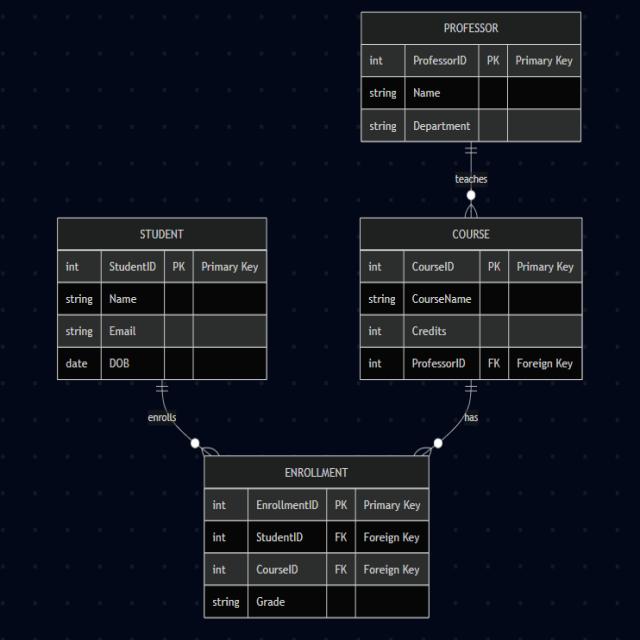 PROFESSOR
int ProfessorID PK Primary Key
string Name
string Department
teaches
STUDENT
int StudentID PK Primary Key
string Name
string Email
date DOB
COURSE
int CourseID PK Primary Key
string CourseName
int Credits
int ProfessorID FK Foreign Key
enrolls
has
ENROLLMENT
int EnrollmentID PK Primary Key
int StudentID FK Foreign Key
int CourseID FK Foreign Key
string Grade